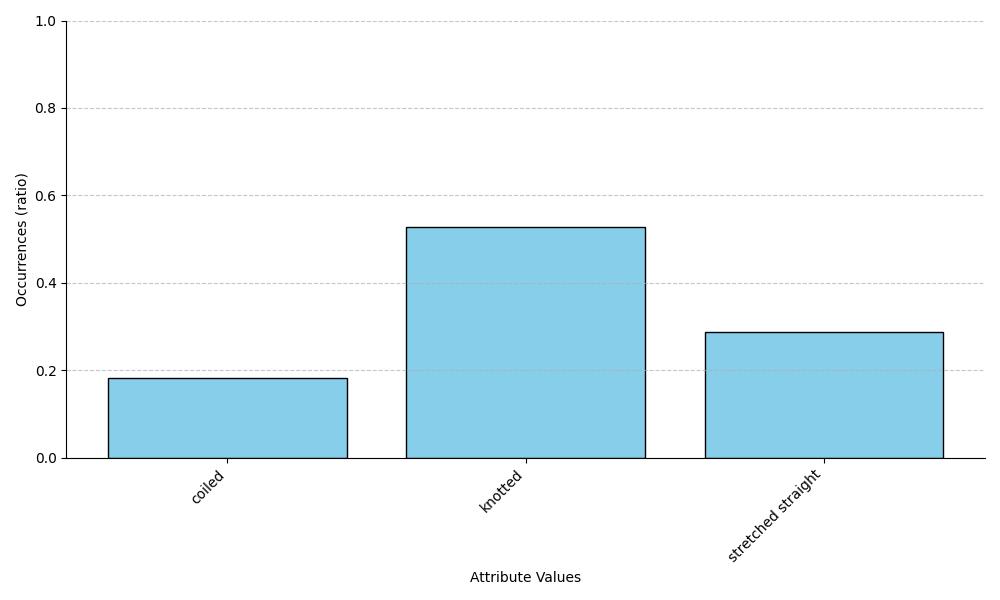 1.0
0.8
0.6
0.4
0.2
0.0
Occurrences (ratio)
coiled
knotted
stretched straight
Attribute Values